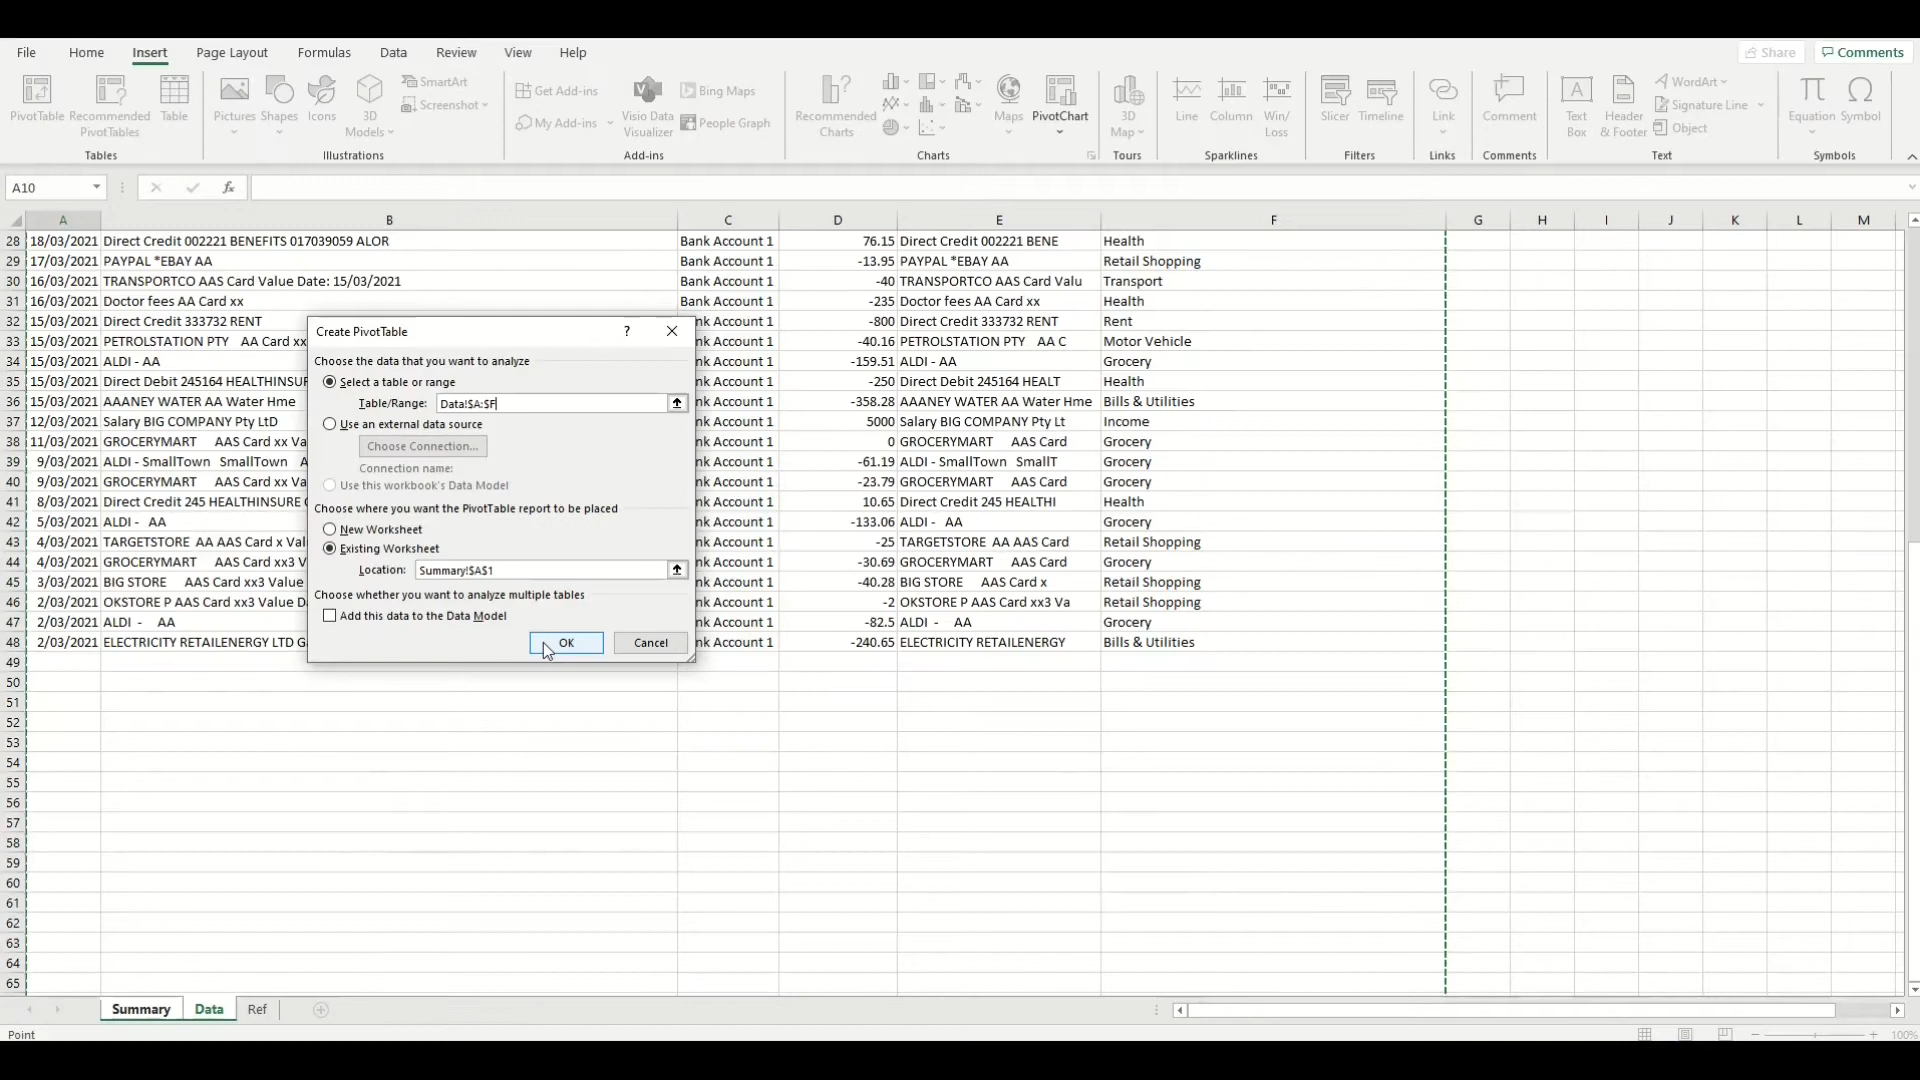 File Home Insert Page Layout Formulas Data Review View Help Share Comments
PivotTable Recommended PivotTables Table Pictures Shapes Icons 3D Models SmartArt Screenshot Get Add-ins My Add-ins Visio Data Visualizer Bing Maps People Graph Recommended Charts Maps PivotChart 3D Map Line Column Win/Loss Slicer Timeline Link Comment Text Box Header & Footer WordArt Signature Line Object Equation Symbol
Tables Illustrations Add-ins Charts Tours Sparklines Filters Links Comments Text Symbols
A10 fx
A B C D E F G H I J K L M
28 18/03/2021 Direct Credit 002221 BENEFITS 017039059 ALOR Bank Account 1 76.15 Direct Credit 002221 BENE Health
29 17/03/2021 PAYPAL *EBAY AA Bank Account 1 -13.95 PAYPAL *EBAY AA Retail Shopping
30 16/03/2021 TRANSPORTCO AAS Card Value Date: 15/03/2021 Bank Account 1 -40 TRANSPORTCO AAS Card Valu Transport
31 16/03/2021 Doctor fees AA Card xx Bank Account 1 -235 Doctor fees AA Card xx Health
32 15/03/2021 Direct Credit 333732 RENT nk Account 1 -800 Direct Credit 333732 RENT Rent
33 15/03/2021 PETROLSTATION PTY AA Card xx nk Account 1 -40.16 PETROLSTATION PTY AA C Motor Vehicle
34 15/03/2021 ALDI - AA nk Account 1 -159.51 ALDI - AA Grocery
35 15/03/2021 Direct Debit 245164 HEALTHINSUR nk Account 1 -250 Direct Debit 245164 HEALT Health
36 15/03/2021 AAANEY WATER AA Water Hme nk Account 1 -358.28 AAANEY WATER AA Water Hme Bills & Utilities
37 12/03/2021 Salary BIG COMPANY Pty LtD nk Account 1 5000 Salary BIG COMPANY Pty Lt Income
38 11/03/2021 GROCERYMART AAS Card xx Va nk Account 1 0 GROCERYMART AAS Card Grocery
39 9/03/2021 ALDI - SmallTown SmallTown A nk Account 1 -61.19 ALDI - SmallTown SmallT Grocery
40 9/03/2021 GROCERYMART AAS Card xx Va nk Account 1 -23.79 GROCERYMART AAS Card Grocery
41 8/03/2021 Direct Credit 245 HEALTHINSURE nk Account 1 10.65 Direct Credit 245 HEALTHI Health
42 5/03/2021 ALDI - AA nk Account 1 -133.06 ALDI - AA Grocery
43 4/03/2021 TARGETSTORE AA AAS Card x Val nk Account 1 -25 TARGETSTORE AA AAS Card Retail Shopping
44 4/03/2021 GROCERYMART AAS Card xx3 V nk Account 1 -30.69 GROCERYMART AAS Card Grocery
45 3/03/2021 BIG STORE AAS Card xx3 Value nk Account 1 -40.28 BIG STORE AAS Card x Retail Shopping
46 2/03/2021 OKSTORE P AAS Card xx3 Value Da nk Account 1 -2 OKSTORE P AAS Card xx3 Va Retail Shopping
47 2/03/2021 ALDI - AA nk Account 1 -82.5 ALDI - AA Grocery
48 2/03/2021 ELECTRICITY RETAILENERGY LTD G nk Account 1 -240.65 ELECTRICITY RETAILENERGY Bills & Utilities
49
50
51
52
53
54
55
56
57
58
59
60
61
62
63
64
65
Create PivotTable ?
Choose the data that you want to analyze
Select a table or range
Table/Range: Data!$A:$F
Use an external data source
Choose Connection...
Connection name:
Use this workbook's Data Model
Choose where you want the PivotTable report to be placed
New Worksheet
Existing Worksheet
Location: Summary!$A$1
Choose whether you want to analyze multiple tables
Add this data to the Data Model
OK Cancel
Summary Data Ref
Point 100%